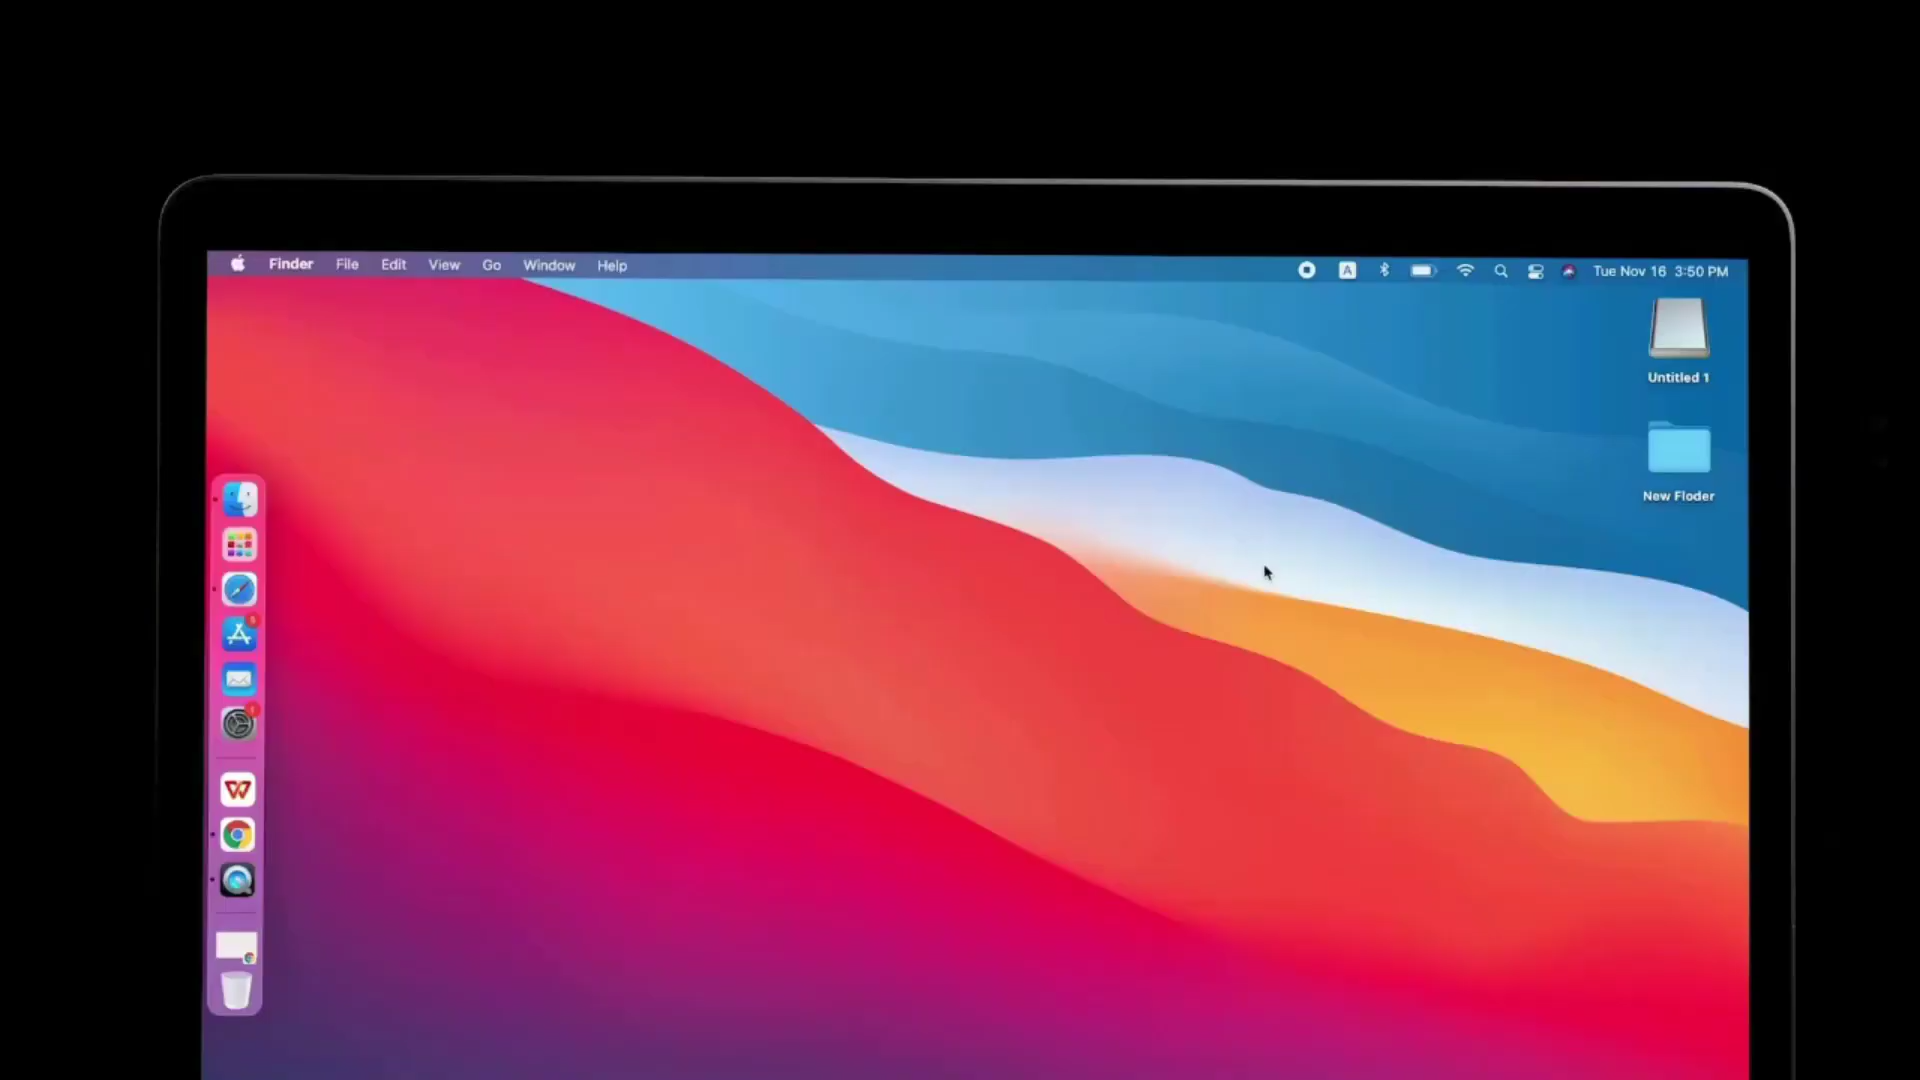 Finder File Edit View Go Window Help
A Tue Nov 16 3:50 PM
Untitled 1
New Floder